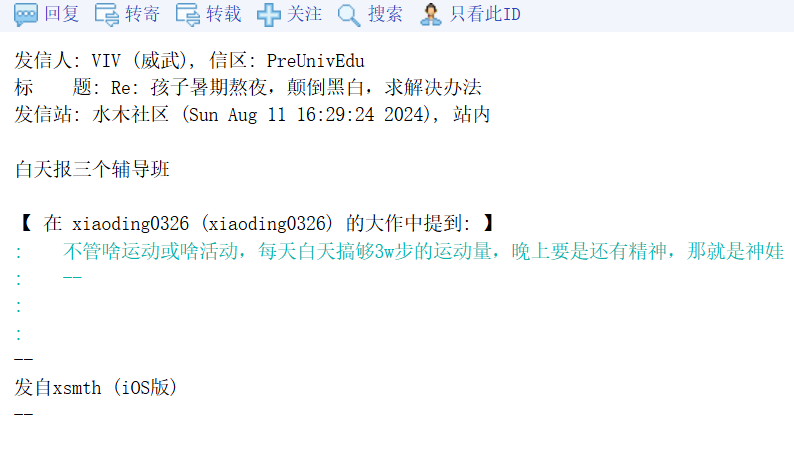 回复 转寄 转载 关注 搜索 只看此ID
发信人: VIV (威武), 信区: PreUnivEdu
标    题: Re: 孩子暑期熬夜，颠倒黑白，求解决办法
发信站: 水木社区 (Sun Aug 11 16:29:24 2024), 站内
白天报三个辅导班
【 在 xiaoding0326 (xiaoding0326) 的大作中提到: 】
:    不管啥运动或啥活动，每天白天搞够3w步的运动量，晚上要是还有精神，那就是神娃
:    --
:
:
--
发自xsmth (iOS版)
--